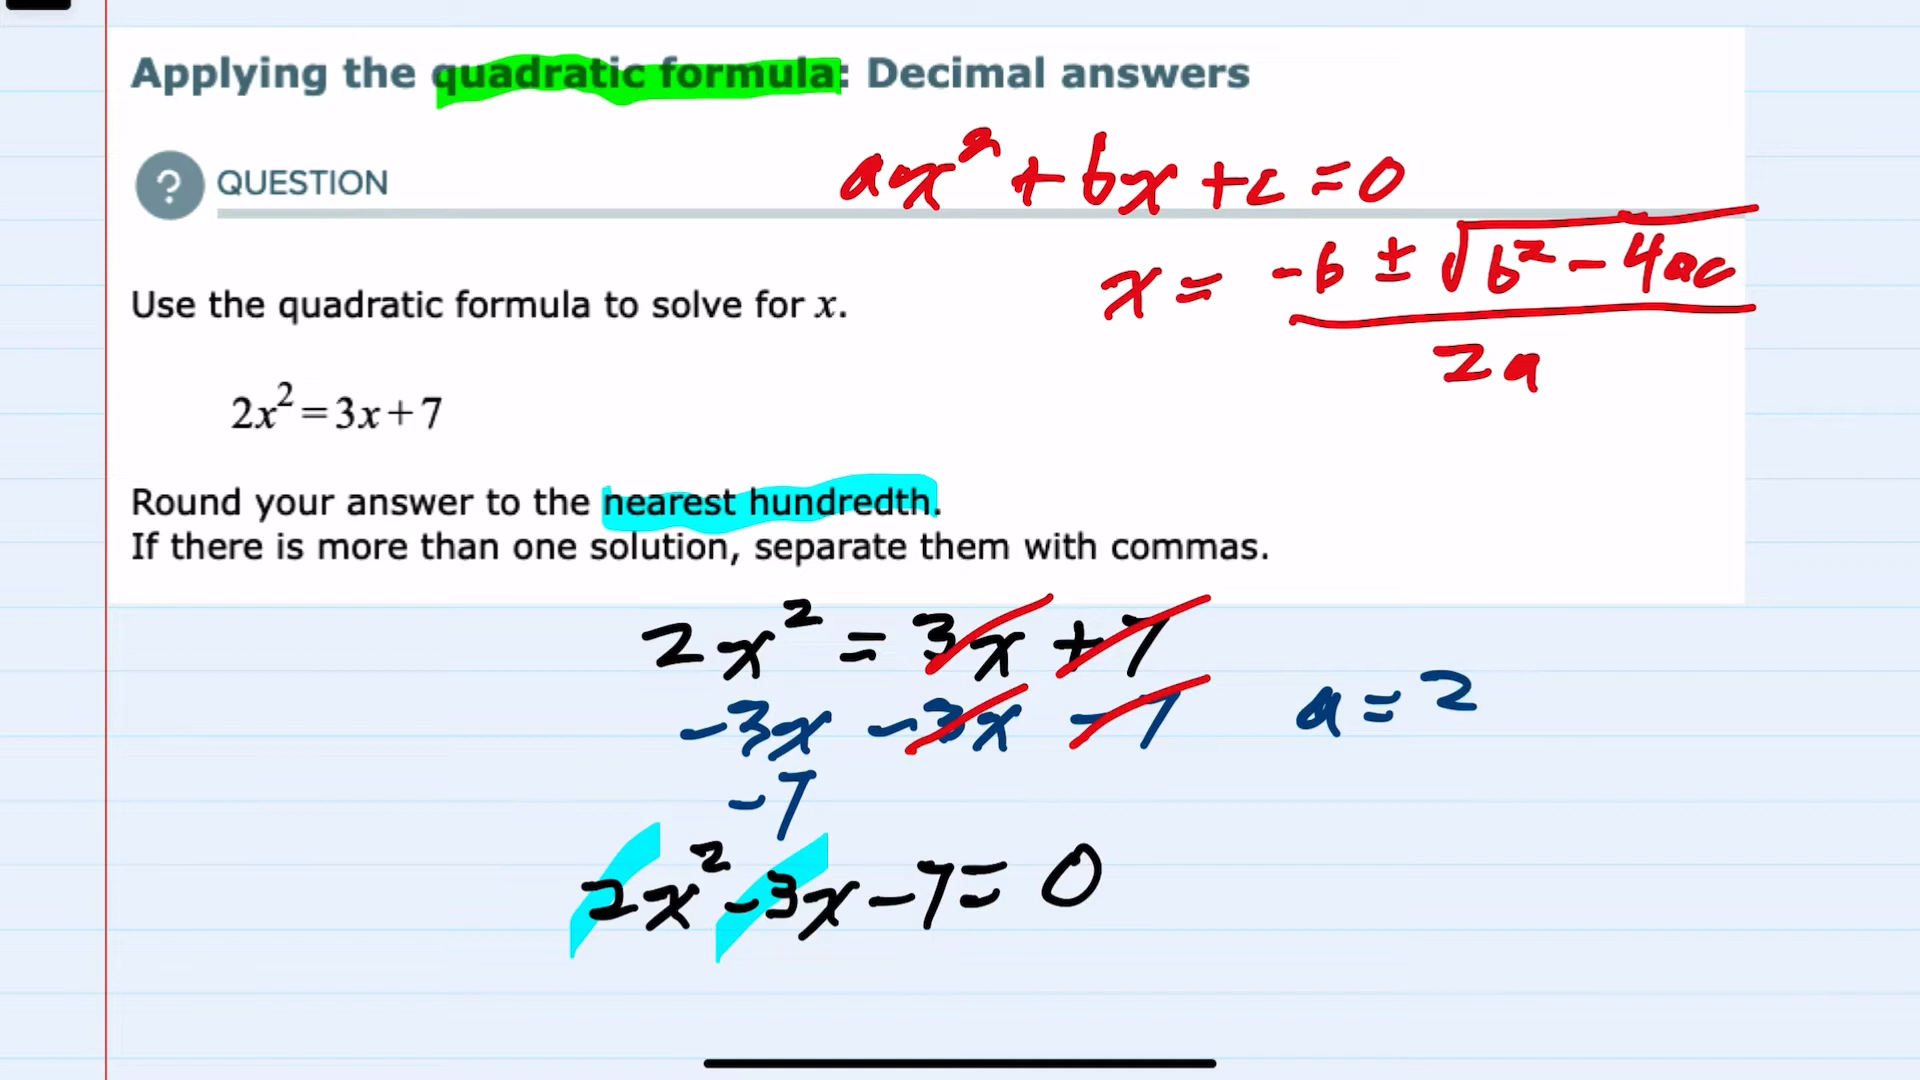 Applying the quadratic formula: Decimal answers
? QUESTION
ax² + bx + c = 0
x = -b ± √b² - 4ac
2a
Use the quadratic formula to solve for x.
2x² = 3x + 7
Round your answer to the nearest hundredth.
If there is more than one solution, separate them with commas.
2x² = 3x + 7
-3x -3x -7
a = 2
-7
2x² - 3x - 7 = 0